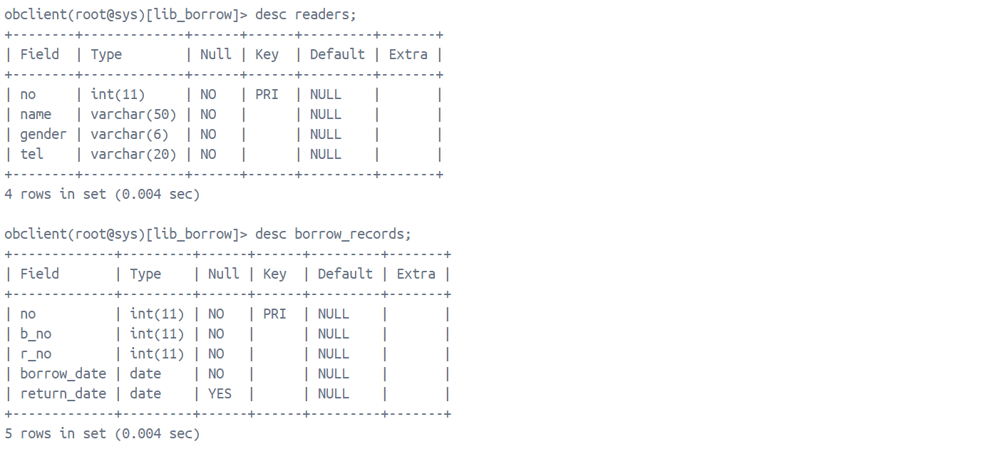 obclient(root@sys)[lib_borrow]> desc readers;
+--------+-------------+------+------+---------+-------+
| Field  | Type        | Null | Key  | Default | Extra |
+--------+-------------+------+------+---------+-------+
| no     | int(11)     | NO   | PRI  | NULL    |       |
| name   | varchar(50) | NO   |      | NULL    |       |
| gender | varchar(6)  | NO   |      | NULL    |       |
| tel    | varchar(20) | NO   |      | NULL    |       |
+--------+-------------+------+------+---------+-------+
4 rows in set (0.004 sec)

obclient(root@sys)[lib_borrow]> desc borrow_records;
+-------------+---------+------+------+---------+-------+
| Field       | Type    | Null | Key  | Default | Extra |
+-------------+---------+------+------+---------+-------+
| no          | int(11) | NO   | PRI  | NULL    |       |
| b_no        | int(11) | NO   |      | NULL    |       |
| r_no        | int(11) | NO   |      | NULL    |       |
| borrow_date | date    | NO   |      | NULL    |       |
| return_date | date    | YES  |      | NULL    |       |
+-------------+---------+------+------+---------+-------+
5 rows in set (0.004 sec)